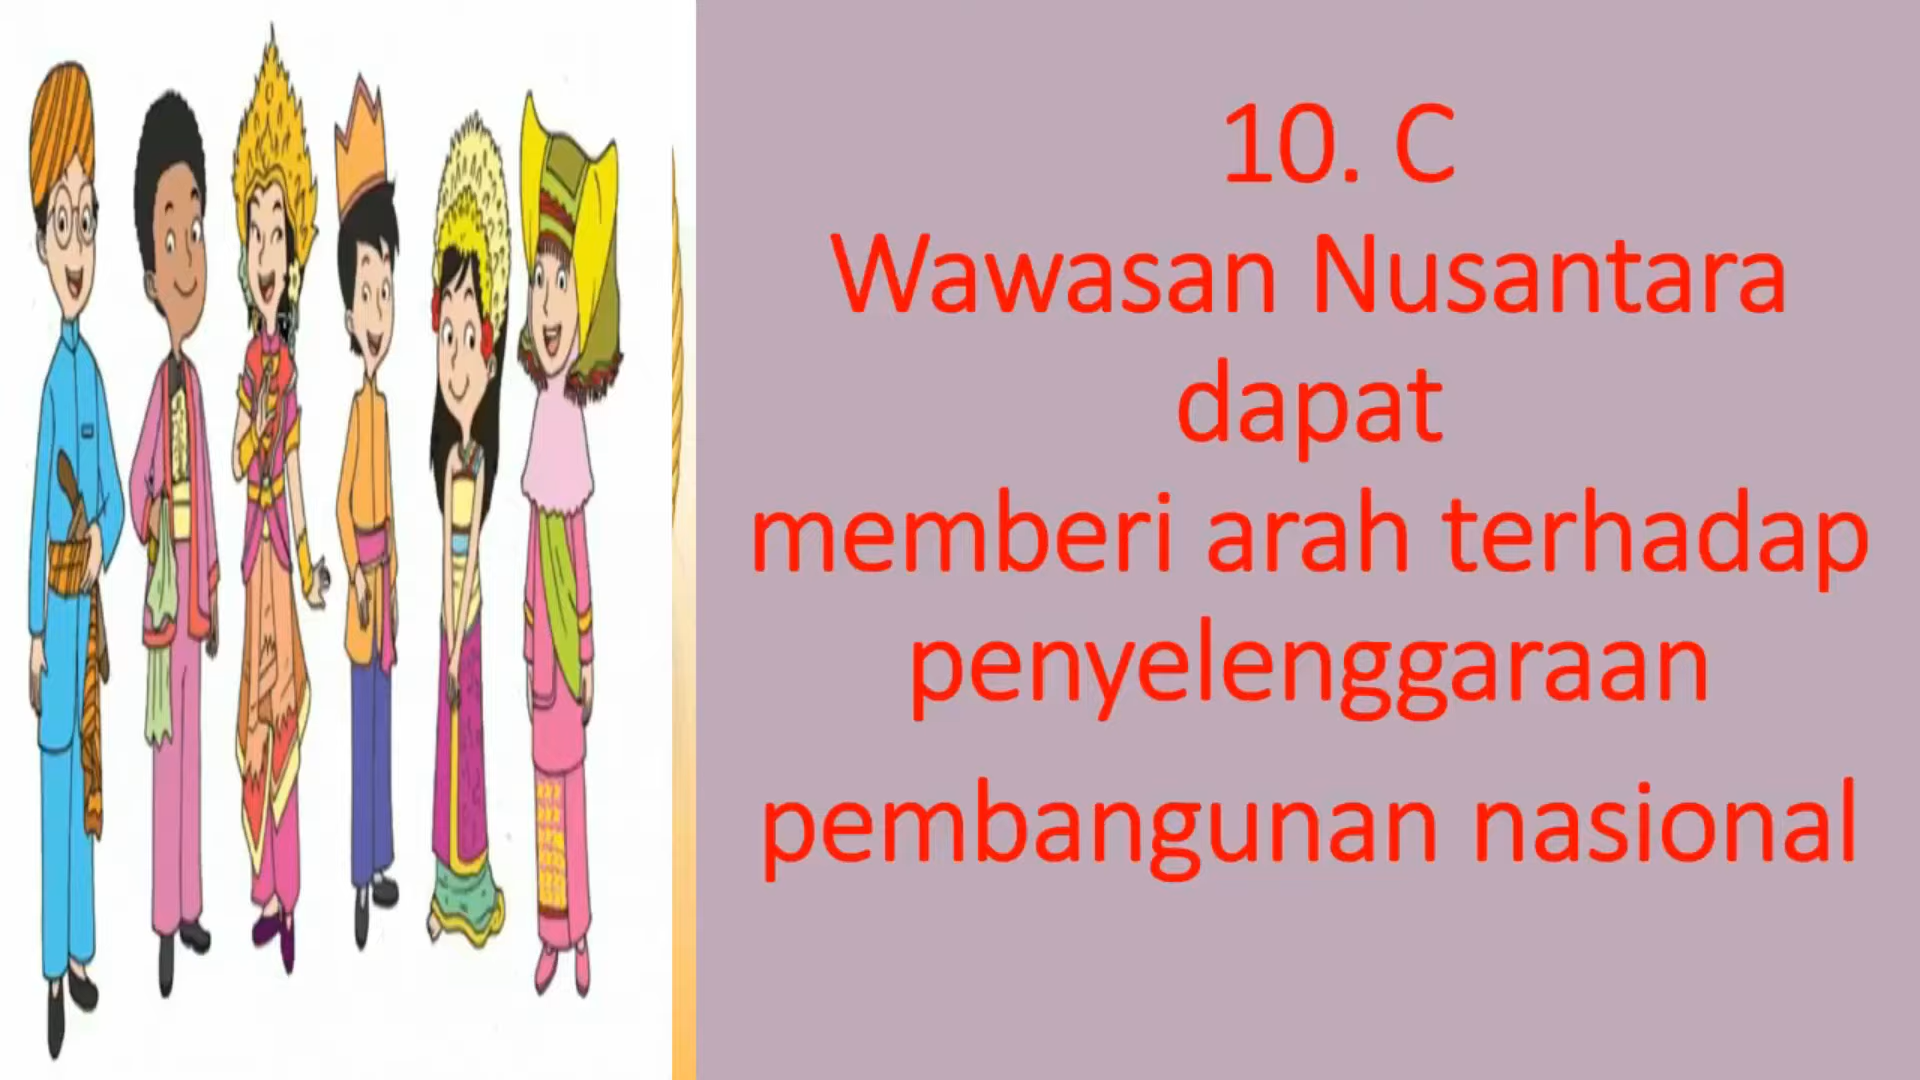 10. C
Wawasan Nusantara
dapat
memberi arah terhadap
penyelenggaraan
pembangunan nasional